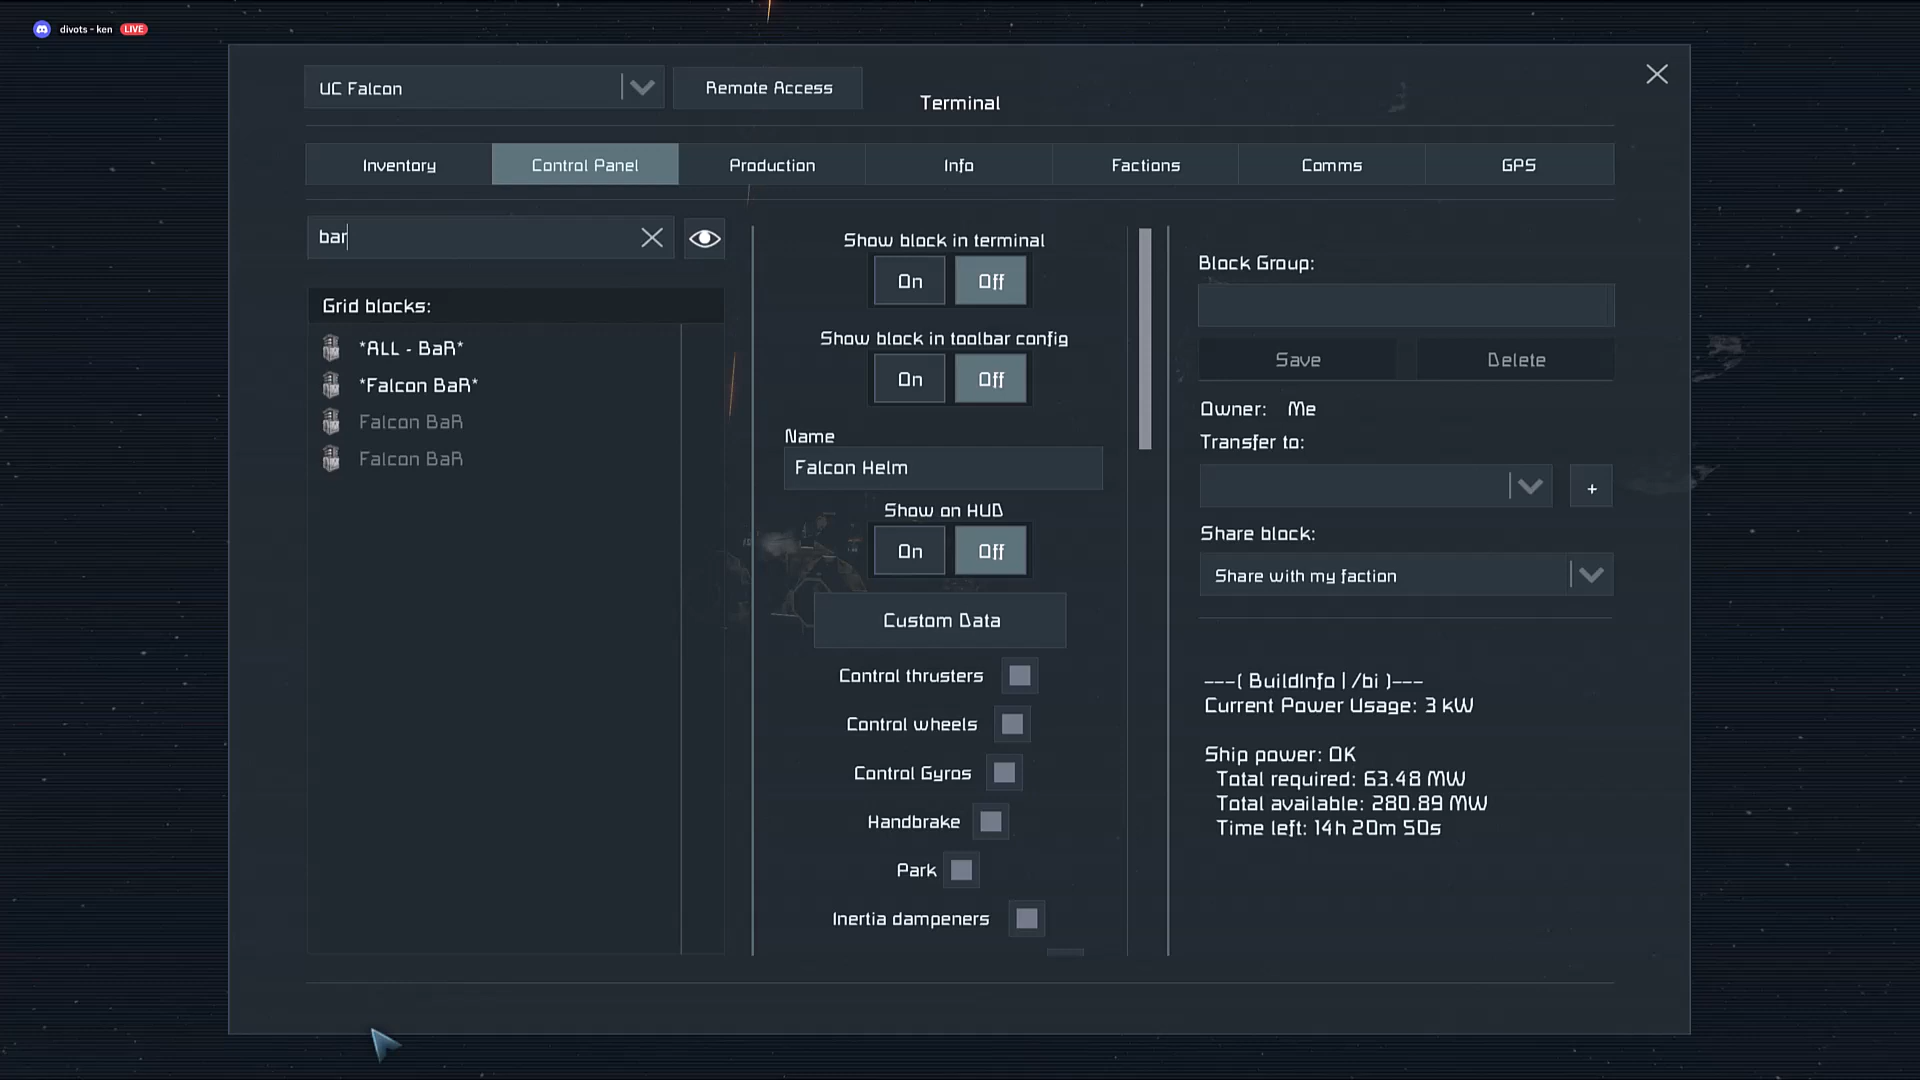 divots - ken LIVE
UC Falcon
Remote Access
Terminal
Inventory
Control Panel
Production
Info
Factions
Comms
GPS
bar
Grid blocks:
*ALL - BaR*
*Falcon BaR*
Falcon BaR
Falcon BaR
Show block in terminal
On Off
Show block in toolbar config
On Off
Name
Falcon Helm
Show on HUD
On Off
Custom Data
Control thrusters
Control wheels
Control Gyros
Handbrake
Park
Inertia dampeners
Block Group:
Save
Delete
Owner: Me
Transfer to:
+
Share block:
Share with my faction
---( BuildInfo | /bi )---
Current Power Usage: 3 kW
Ship power: OK
Total required: 63.48 MW
Total available: 280.89 MW
Time left: 14h 20m 50s